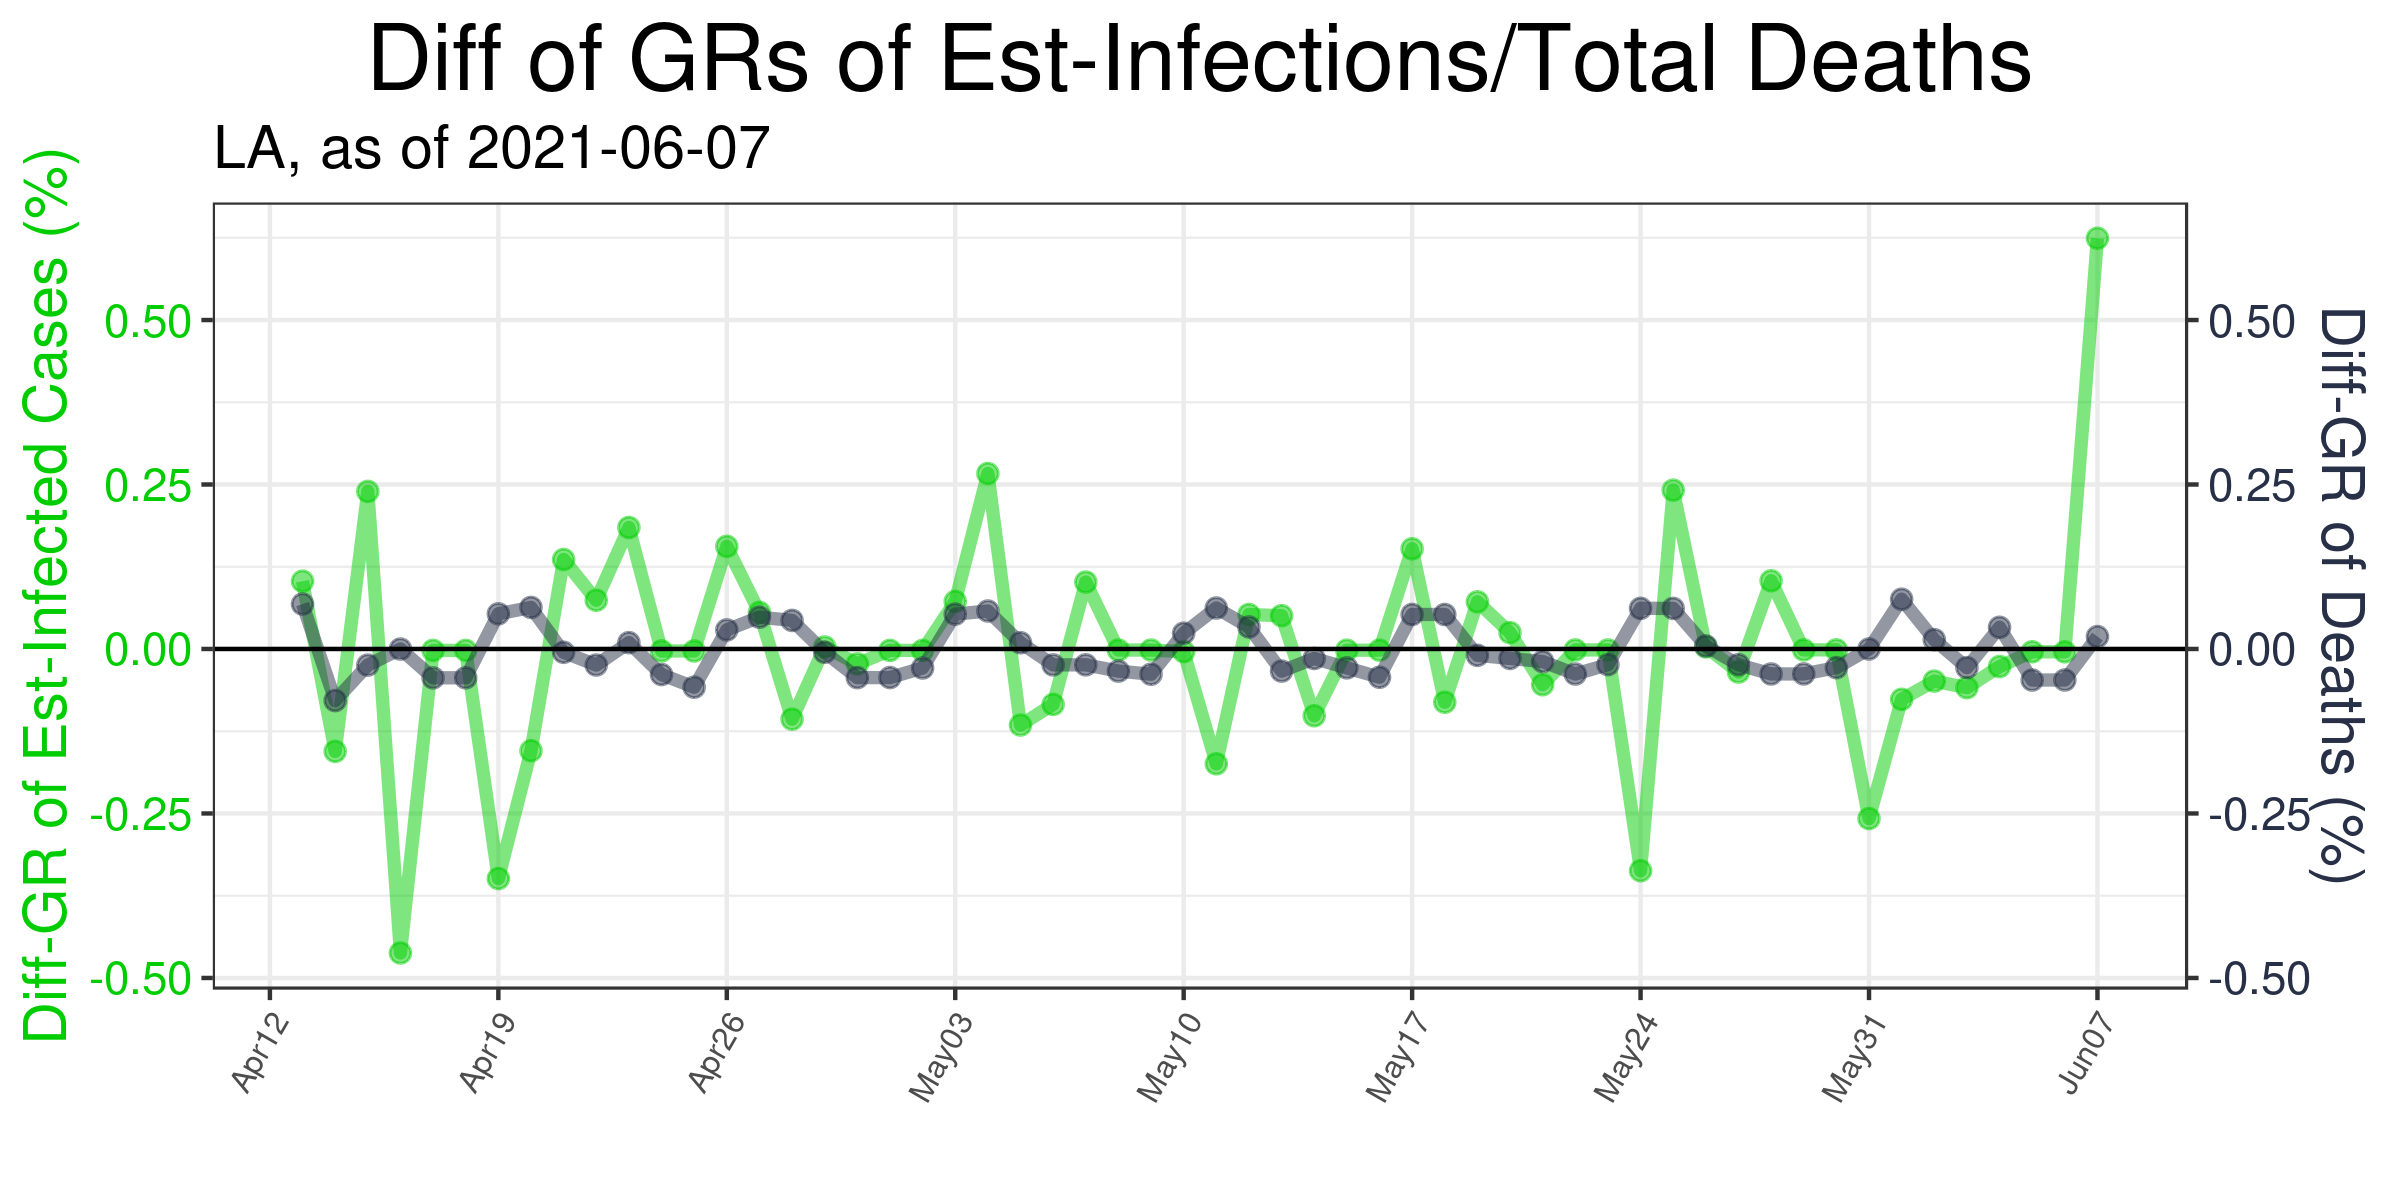 Diff of GRs of Est-Infections/Total Deaths
LA, as of 2021-06-07
Diff-GR of Est-Infected Cases (%)
0.50
0.25
0.00
-0.25
-0.50
0.50
0.25
0.00
-0.25
-0.50
Diff-GR of Deaths (%)
Apr12
Apr19
Apr26
May03
May10
May17
May24
May31
Jun07